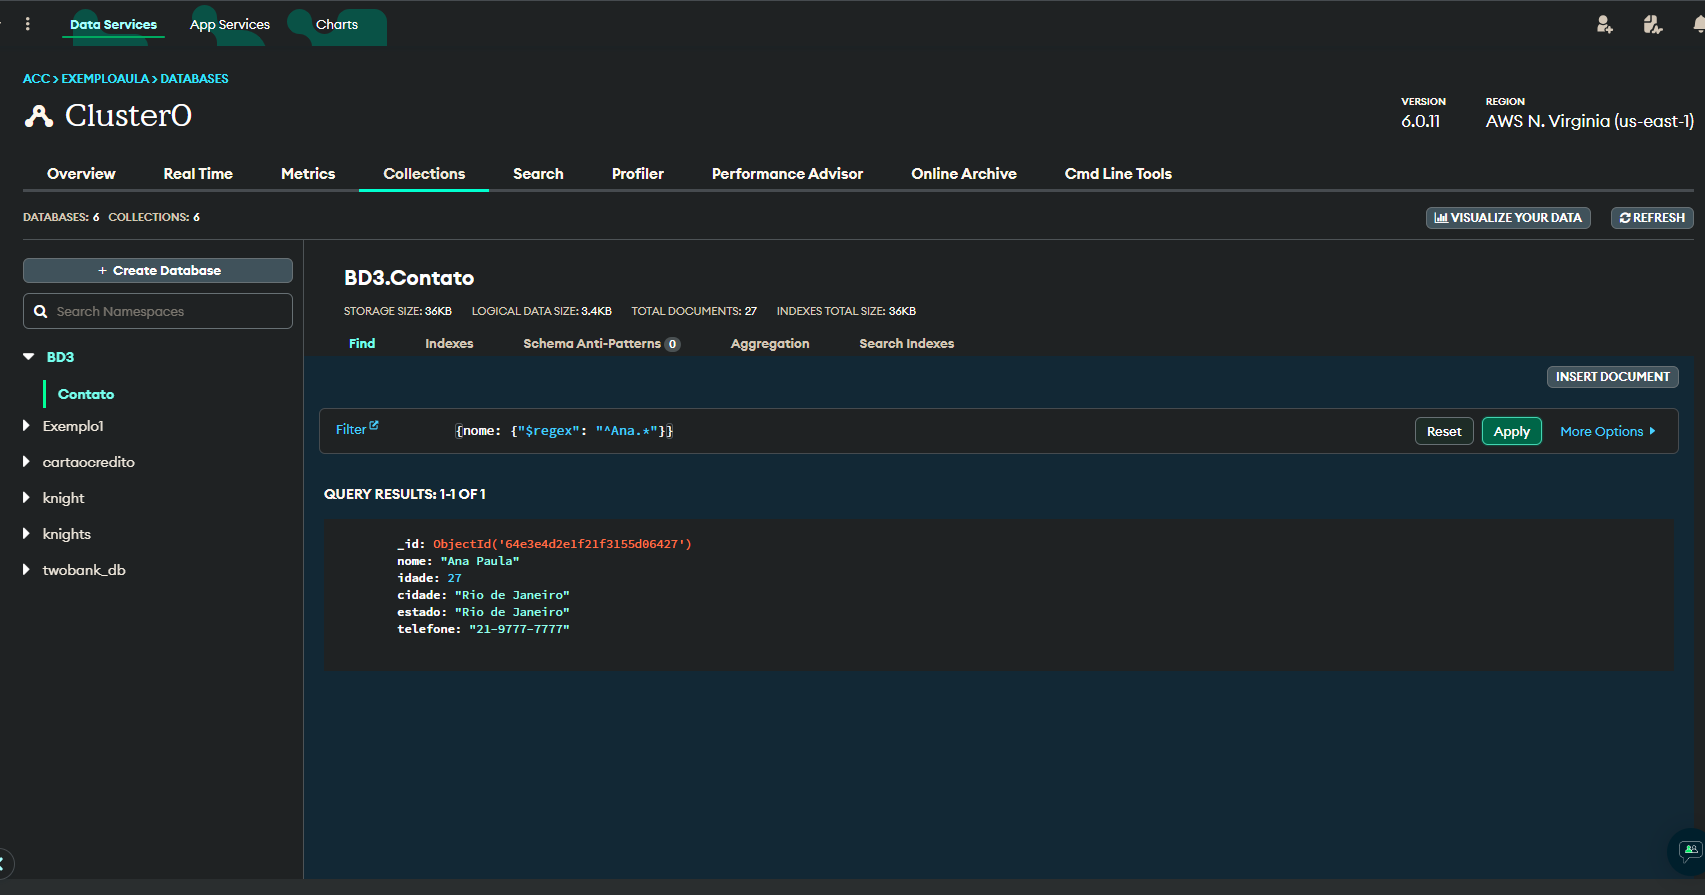 Data Services App Services Charts
ACC > EXEMPLOAULA > DATABASES
Cluster0
VERSION
6.0.11
REGION
AWS N. Virginia (us-east-1)
Overview Real Time Metrics Collections Search Profiler Performance Advisor Online Archive Cmd Line Tools
DATABASES: 6 COLLECTIONS: 6
VISUALIZE YOUR DATA REFRESH
+ Create Database
Search Namespaces
BD3
Contato
Exemplo1
cartaocredito
knight
knights
twobank_db
BD3.Contato
STORAGE SIZE: 36KB LOGICAL DATA SIZE: 3.4KB TOTAL DOCUMENTS: 27 INDEXES TOTAL SIZE: 36KB
Find Indexes Schema Anti-Patterns 0 Aggregation Search Indexes
INSERT DOCUMENT
Filter {nome: {"$regex": "^Ana.*"}} Reset Apply More Options
QUERY RESULTS: 1-1 OF 1
_id: ObjectId('64e3e4d2e1f21f3155d06427')
nome: "Ana Paula"
idade: 27
cidade: "Rio de Janeiro"
estado: "Rio de Janeiro"
telefone: "21-9777-7777"